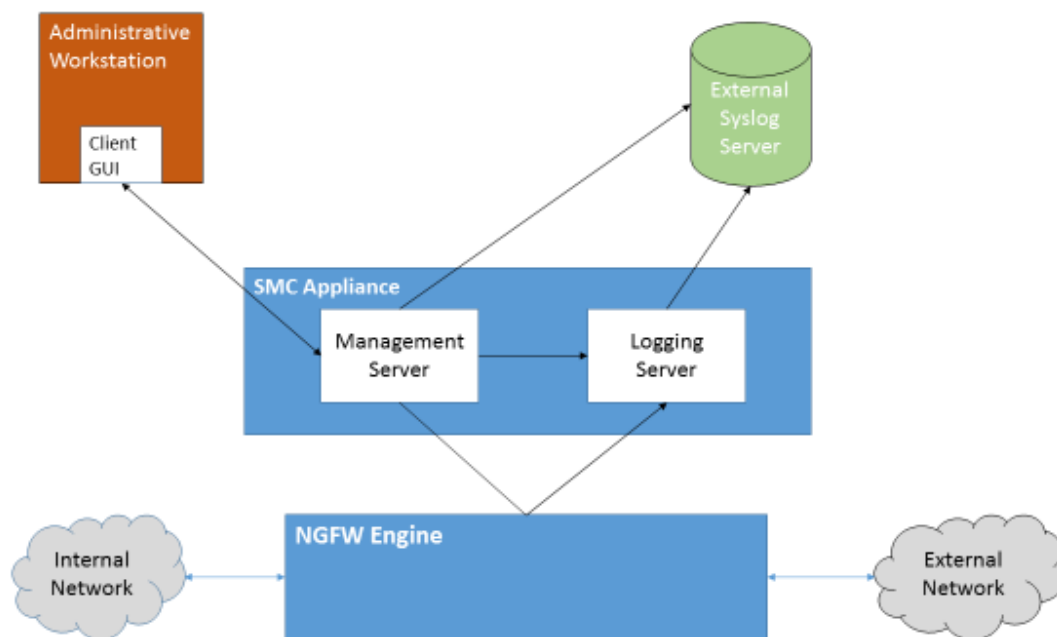 Administrative
Workstation
Client
GUI
External
Syslog
Server
SMC Appliance
Management
Server
Logging
Server
NGFW Engine
Internal
Network
External
Network